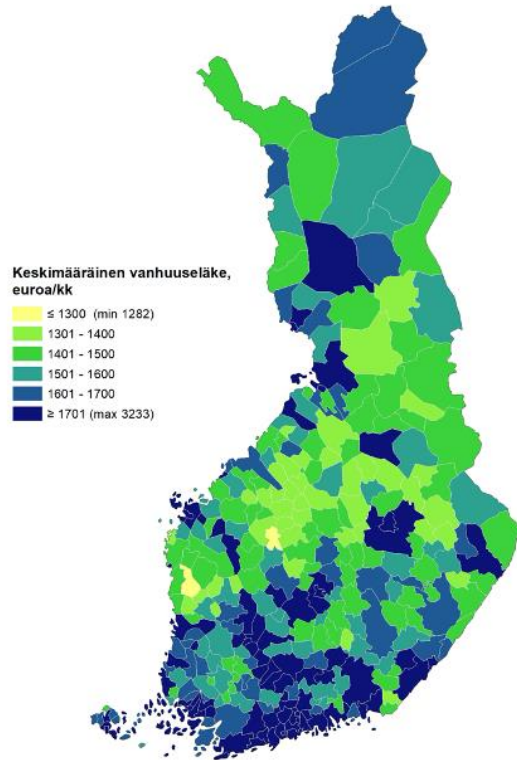 Keskimääräinen vanhuuseläke,
euroa/kk
≤ 1300 (min 1282)
1301 - 1400
1401 - 1500
1501 - 1600
1601 - 1700
≥ 1701 (max 3233)